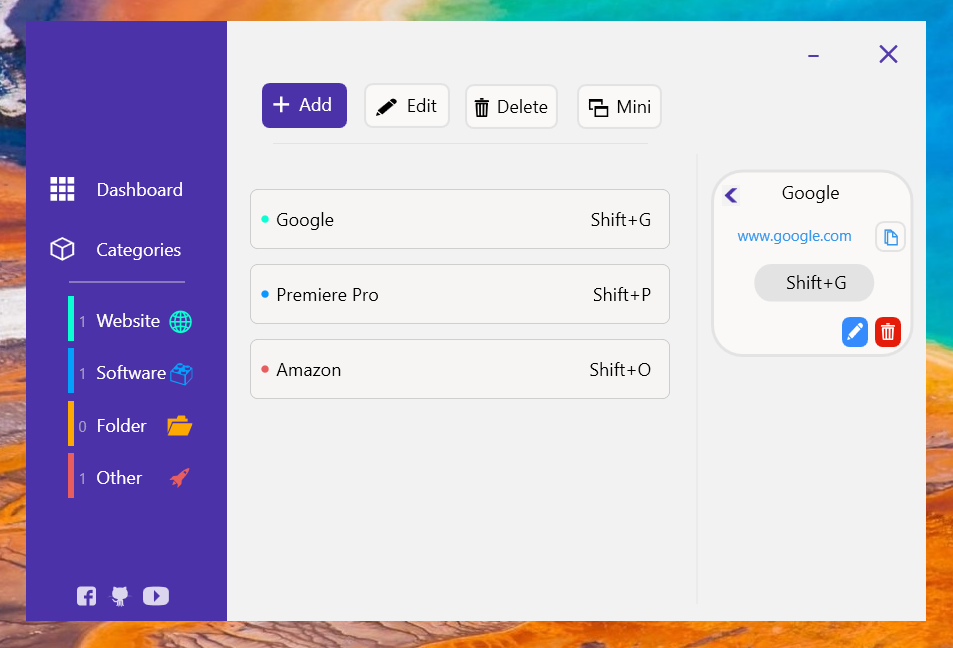 Dashboard
Categories
1 Website
1 Software
0 Folder
1 Other
+ Add
Edit
Delete
Mini
Google Shift+G
Premiere Pro Shift+P
Amazon Shift+O
Google
www.google.com
Shift+G